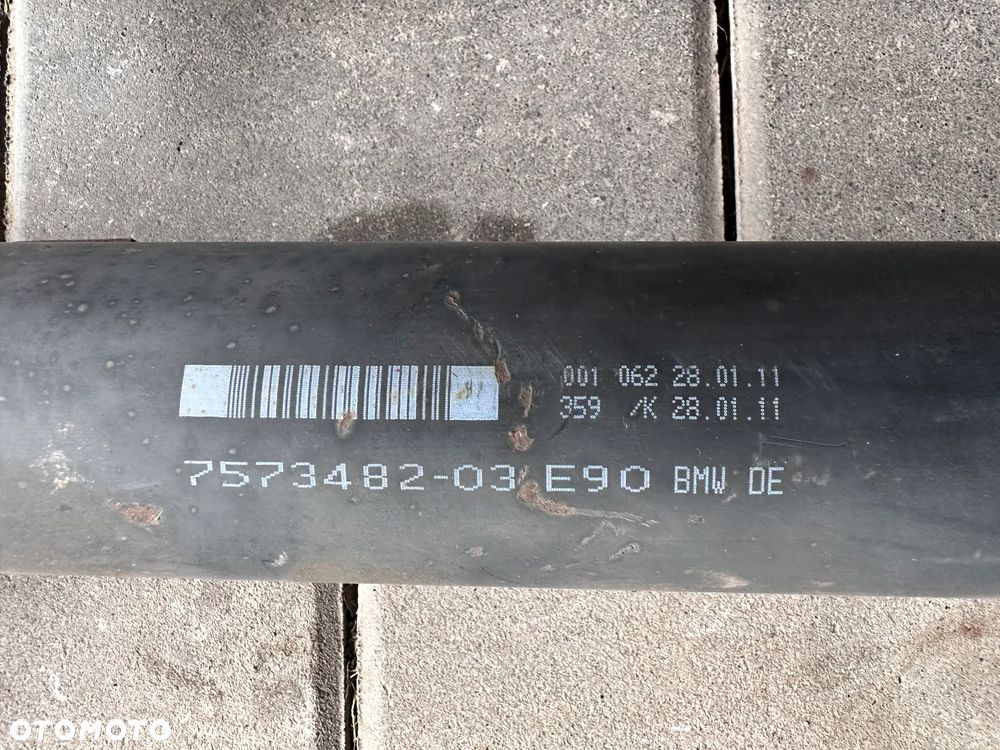 001 062 28.01.11
359 /K 28.01.11
7573482-03 E90 BMW DE
OTOMOTO